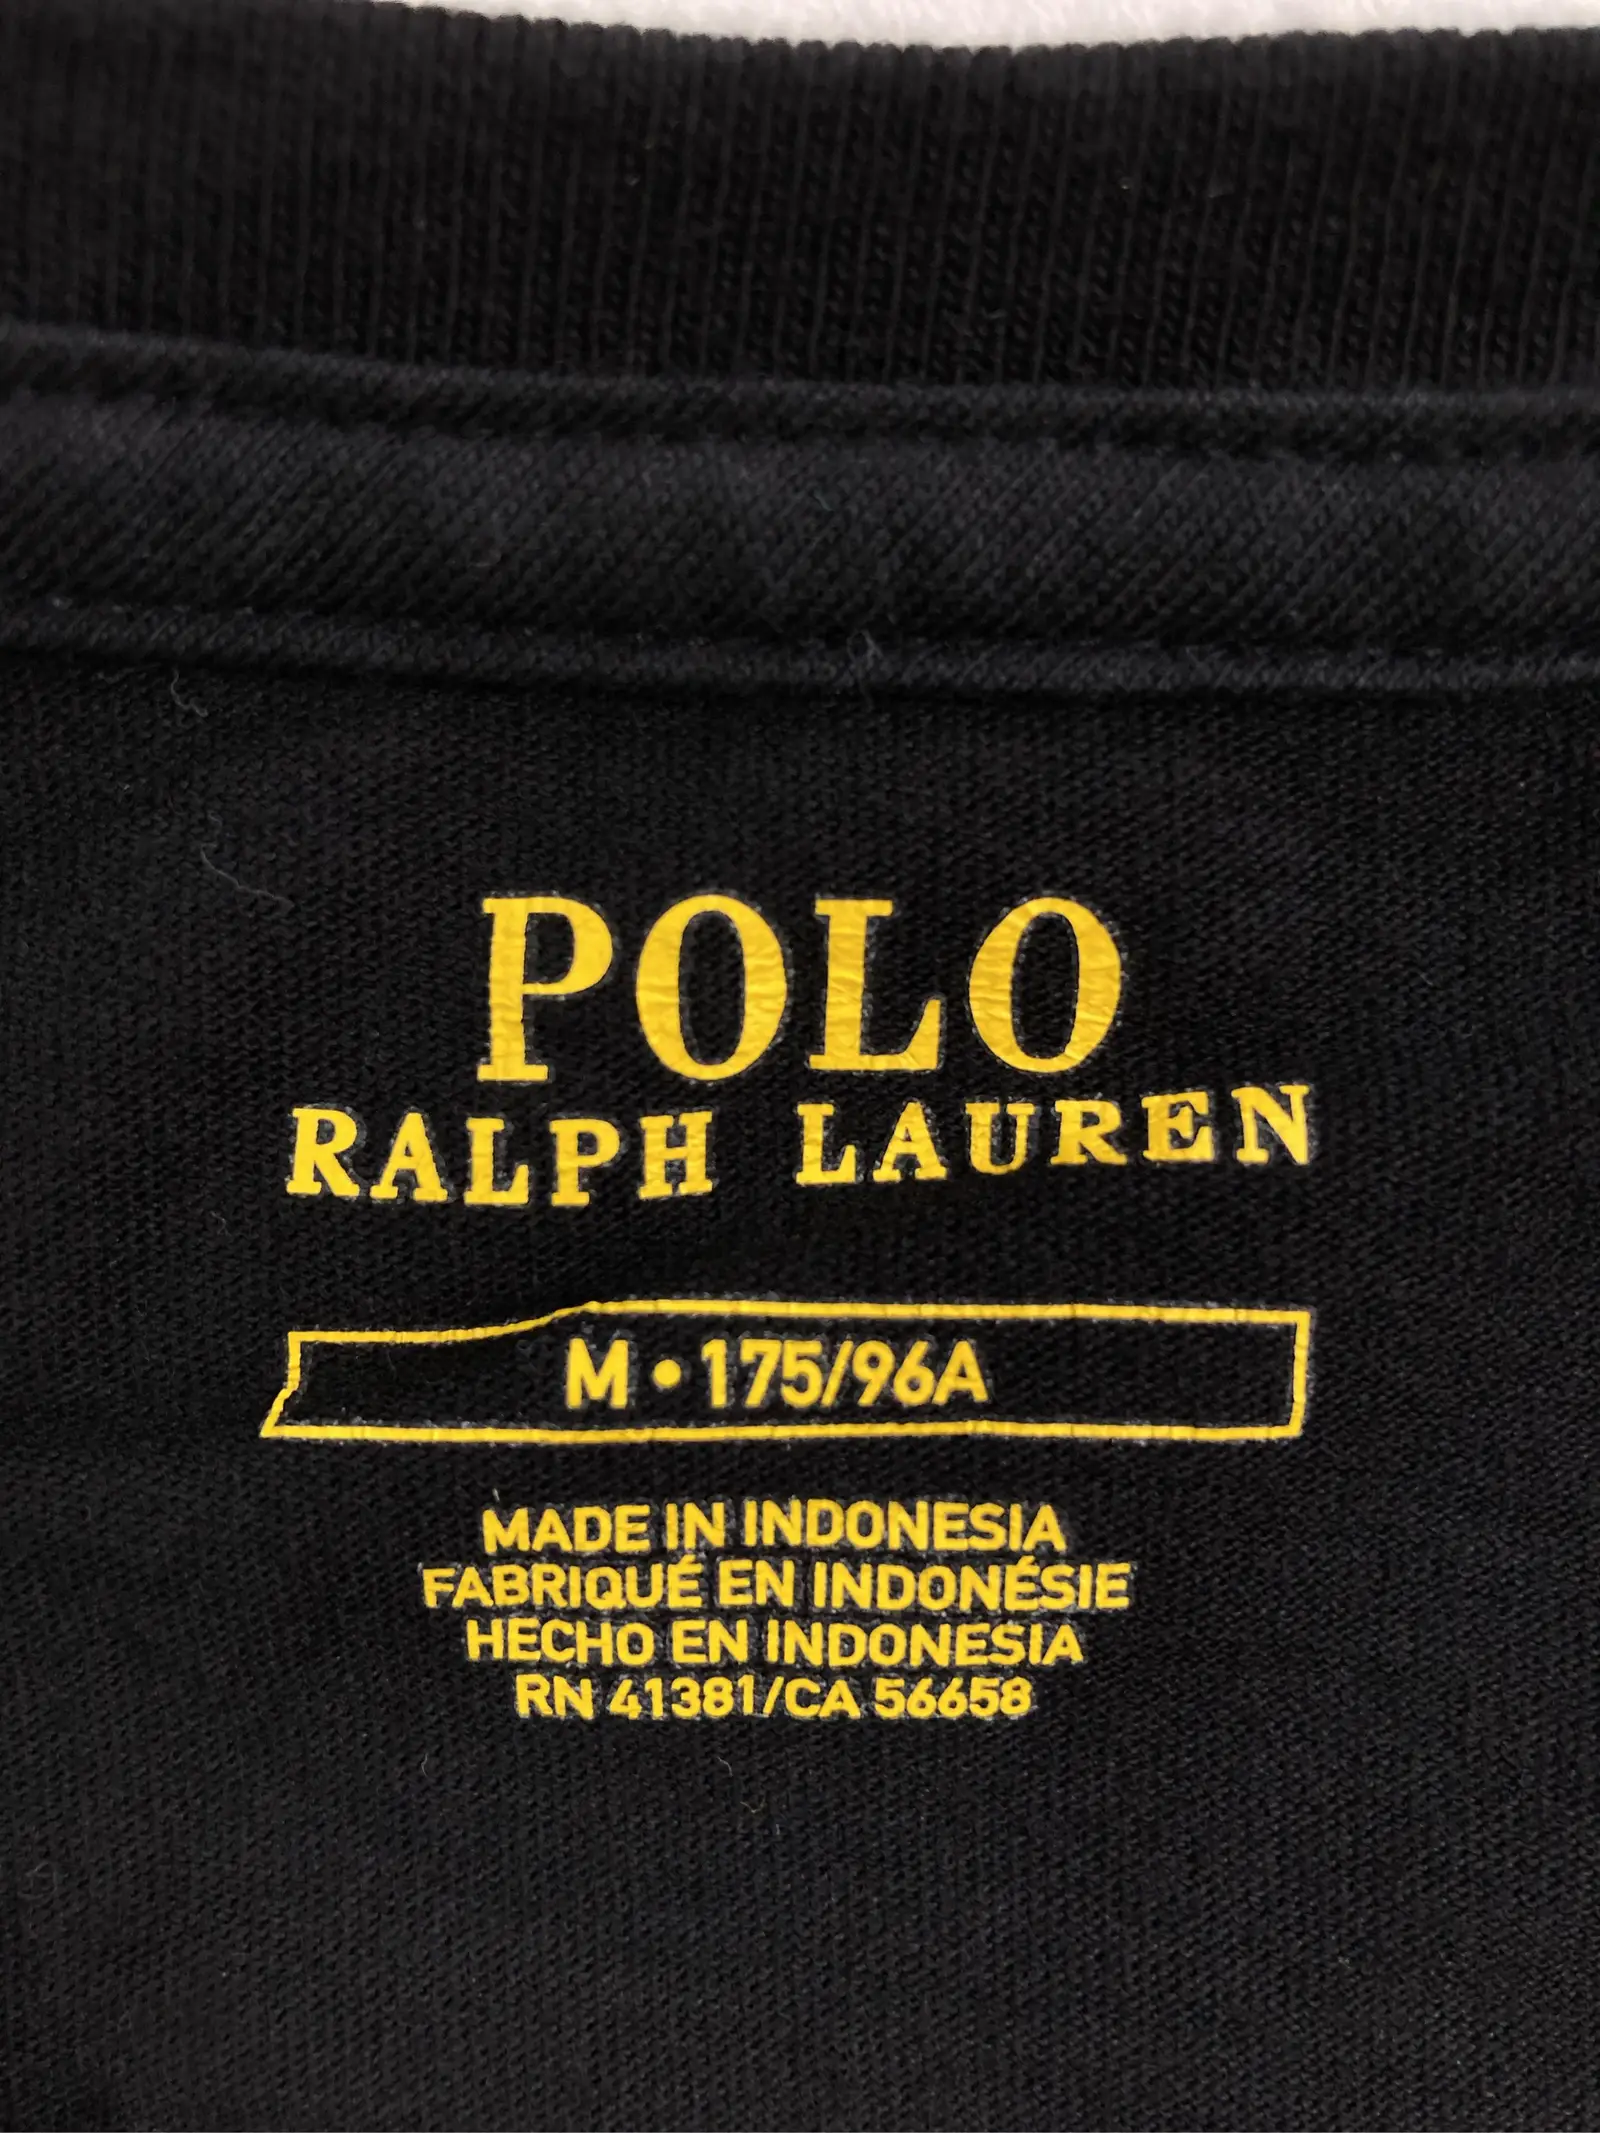 POLO
RALPH LAUREN
M • 175/96A
MADE IN INDONESIA
FABRIQUÉ EN INDONÉSIE
HECHO EN INDONESIA
RN 41381/CA 56658